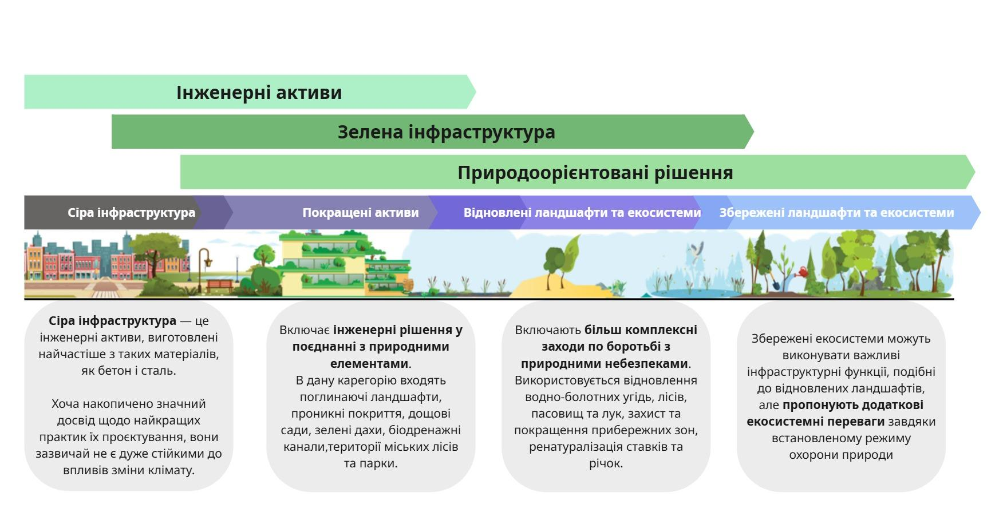 Інженерні активи
Зелена інфраструктура
Природоорієнтовані рішення
Сіра інфраструктура
Покращені активи
Відновлені ландшафти та екосистеми
Збережені ландшафти та екосистеми
Сіра інфраструктура — це
інженерні активи, виготовлені
найчастіше з таких матеріалів,
як бетон і сталь.
Хоча накопичено значний
досвід щодо найкращих
практик їх проєктування, вони
зазвичай не є дуже стійкими до
впливів зміни клімату.
Включає інженерні рішення у
поєднанні з природними
елементами.
В дану карегорію входять
поглинаючі ландшафти,
проникні покриття, дощові
сади, зелені дахи, біодренажні
канали,території міських лісів
та парки.
Включають більш комплексні
заходи по боротьбі з
природними небезпеками.
Використовується відновлення
водно-болотних угідь, лісів,
пасовищ та лук, захист та
покращення прибережних зон,
ренатуралізація ставків та
річок.
Збережені екосистеми можуть
виконувати важливі
інфраструктурні функції, подібні
до відновлених ландшафтів,
але пропонують додаткові
екосистемні переваги завдяки
встановленому режиму
охорони природи